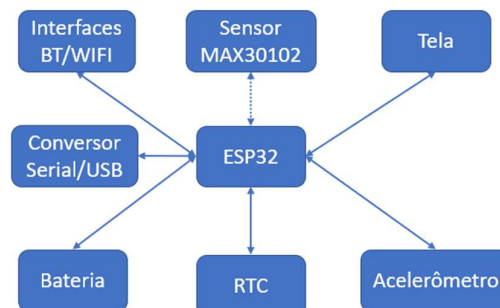 Interfaces
BT/WIFI
Sensor
MAX30102
Tela
Conversor
Serial/USB
ESP32
Bateria
RTC
Acelerômetro